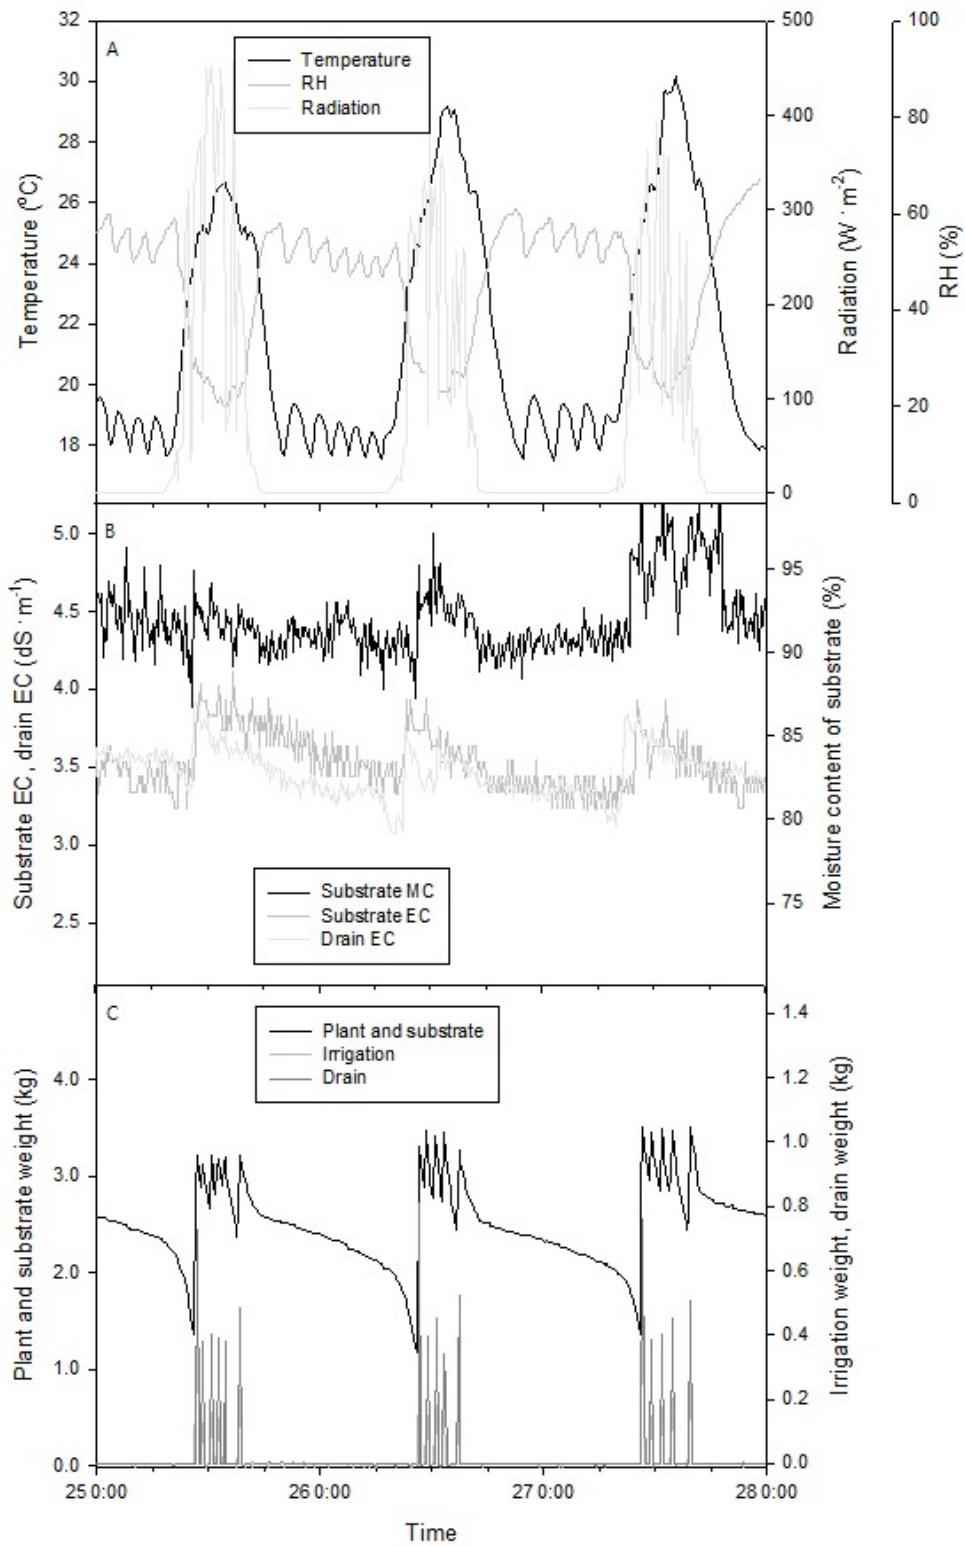 A
Temperature
RH
Radiation
32
30
28
26
24
22
20
18
Temperature (⁰C)
500
400
300
200
100
0
Radiation (W · m⁻²)
100
80
60
40
20
0
RH (%)
B
5.0
4.5
4.0
3.5
3.0
2.5
Substrate EC, drain EC (dS · m⁻¹)
95
90
85
80
75
Moisture content of substrate (%)
Substrate MC
Substrate EC
Drain EC
C
Plant and substrate
Irrigation
Drain
4.0
3.0
2.0
1.0
0.0
Plant and substrate weight (kg)
1.4
1.2
1.0
0.8
0.6
0.4
0.2
0.0
Irrigation weight, drain weight (kg)
25 0:00 26 0:00 27 0:00 28 0:00
Time